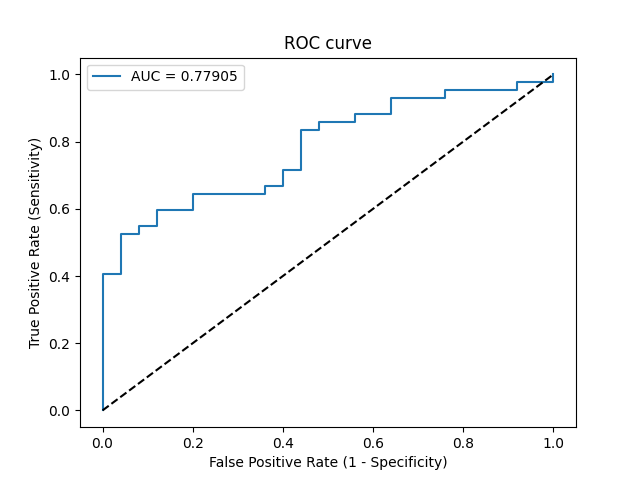 ROC curve
AUC = 0.77905
1.0
0.8
0.6
0.4
0.2
0.0
True Positive Rate (Sensitivity)
0.0 0.2 0.4 0.6 0.8 1.0
False Positive Rate (1 - Specificity)